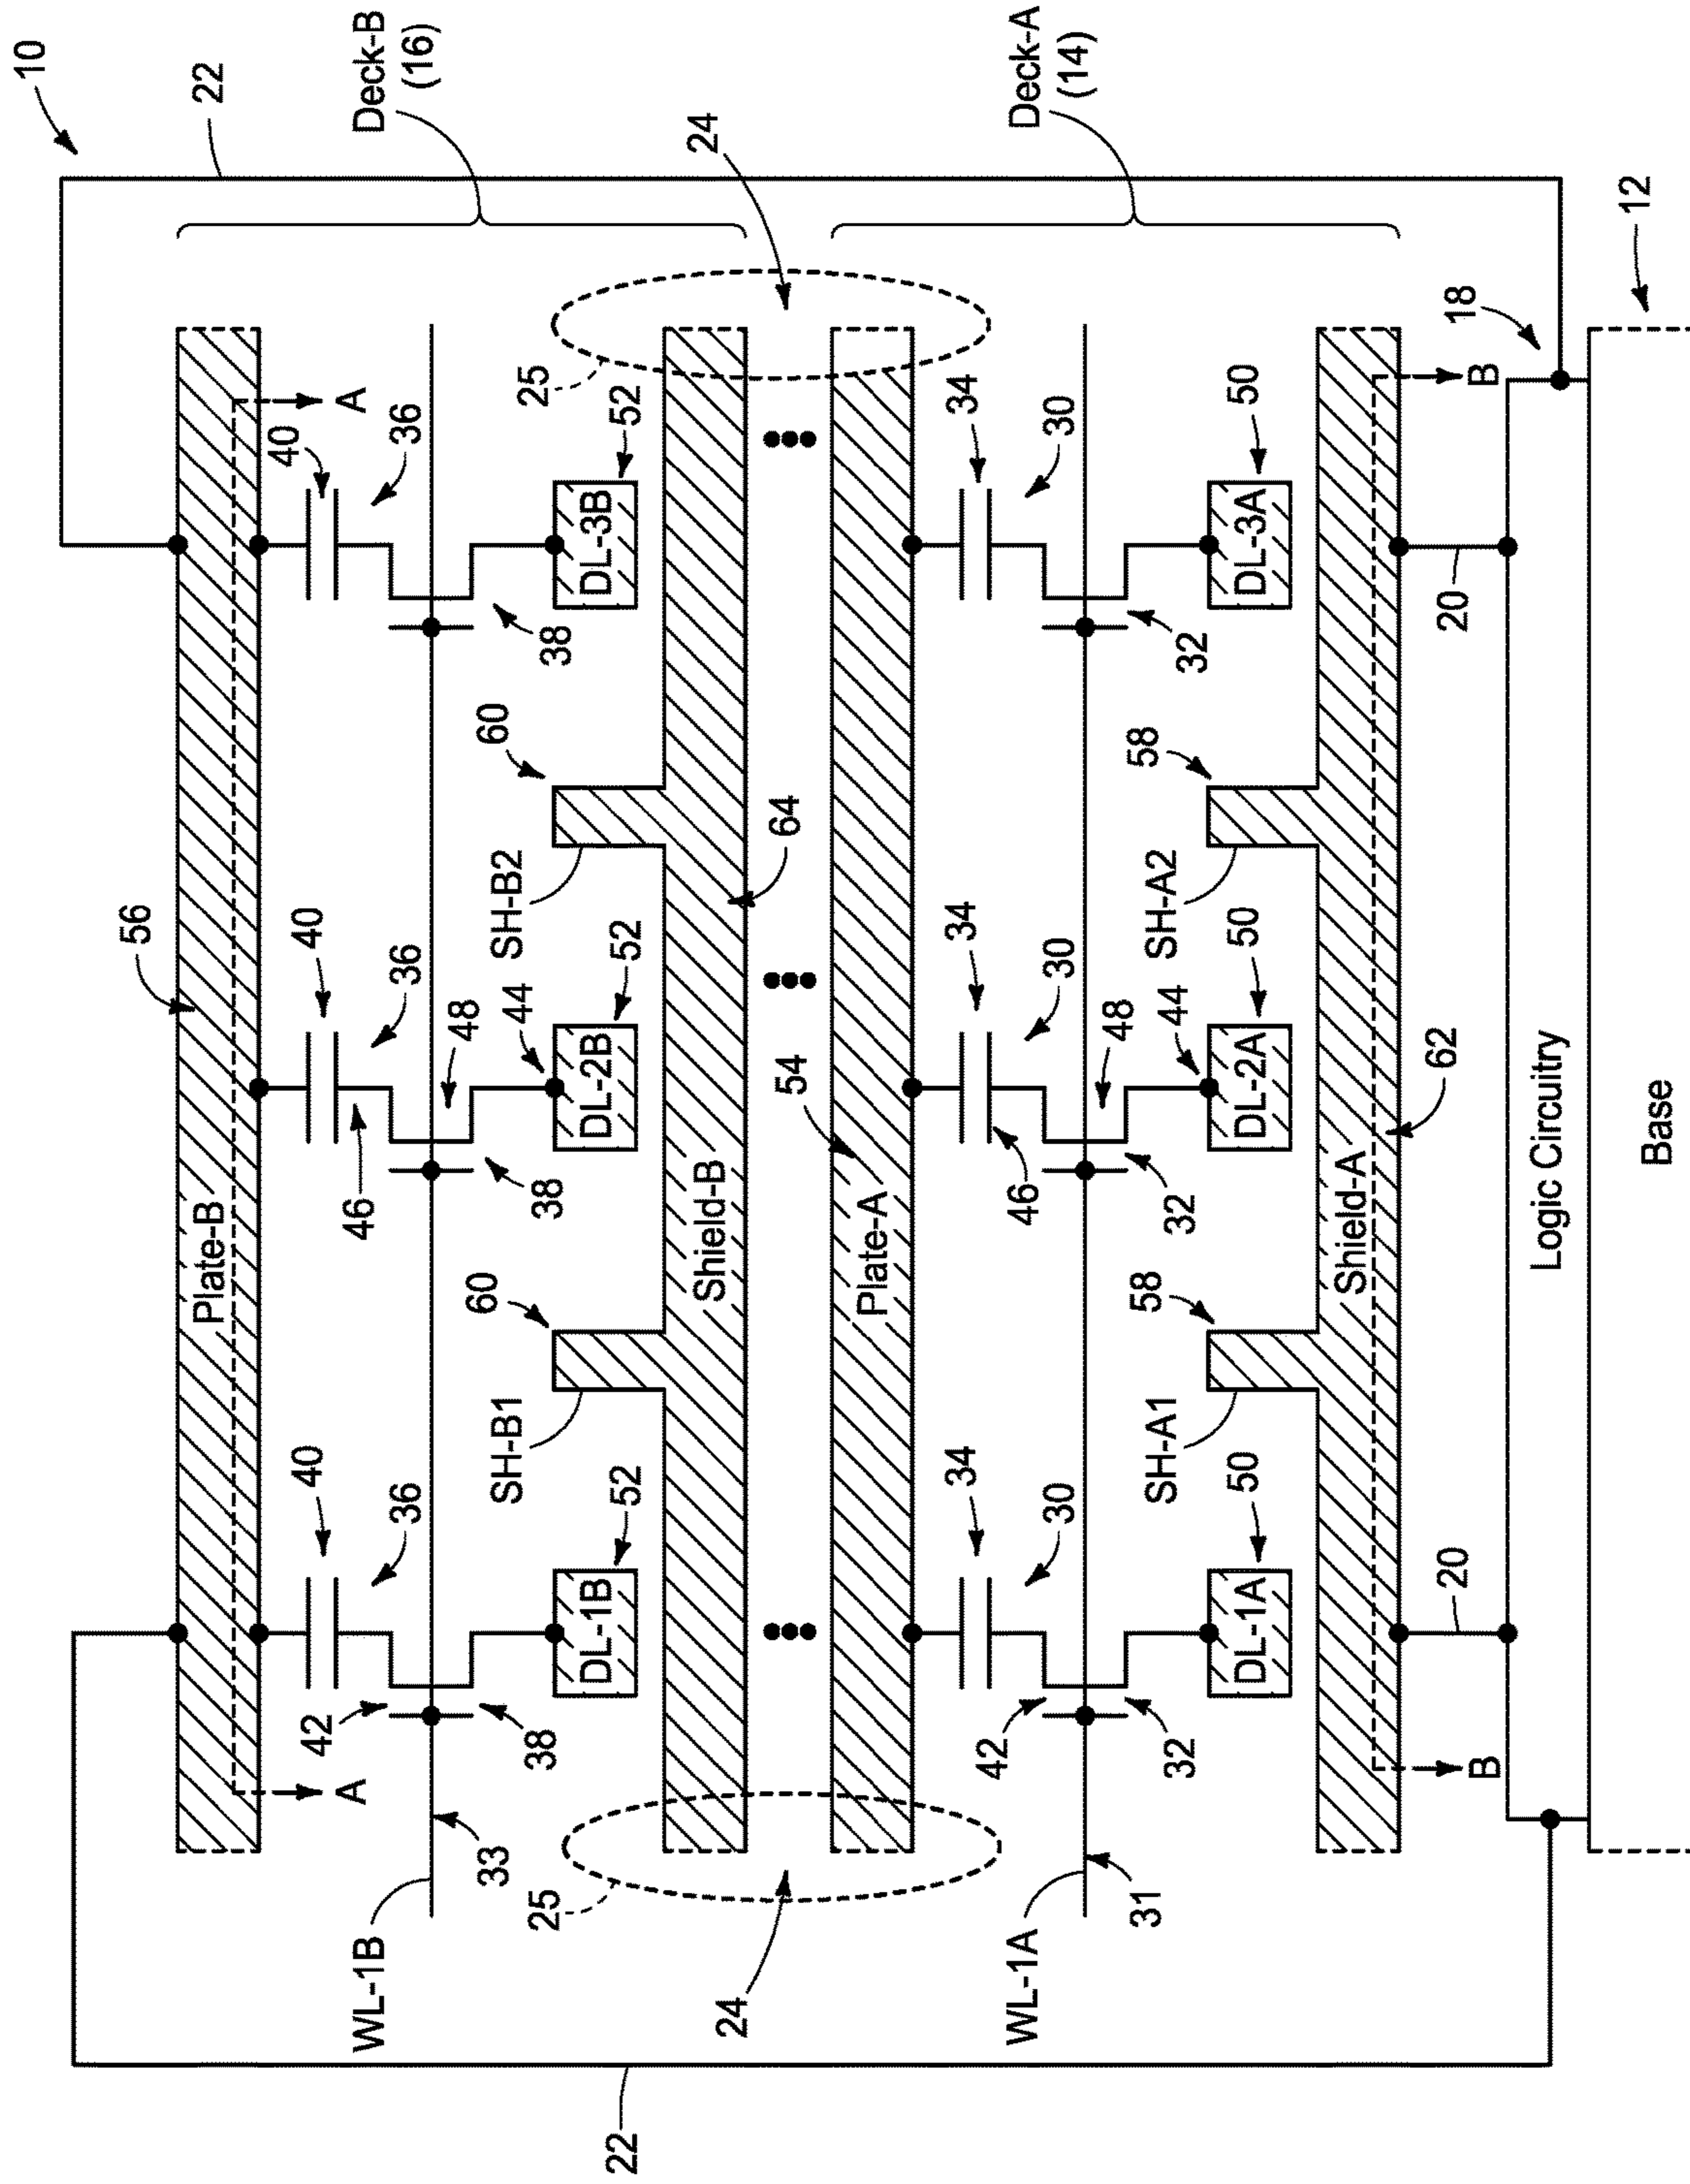 10
22
Deck-B
(16)
Plate-B
56
A
A
40
40
40
36
36
36
46
48
44
42
38
38
38
WL-1B
33
DL-1B
52
DL-2B
52
DL-3B
52
SH-B1
60
SH-B2
60
Shield-B
64
25
24
25
24
Deck-A
(14)
Plate-A
54
34
34
34
30
30
30
46
48
44
42
32
32
32
WL-1A
31
DL-1A
50
DL-2A
50
DL-3A
50
SH-A1
58
SH-A2
58
Shield-A
62
B
B
20
20
22
18
Logic Circuitry
12
Base